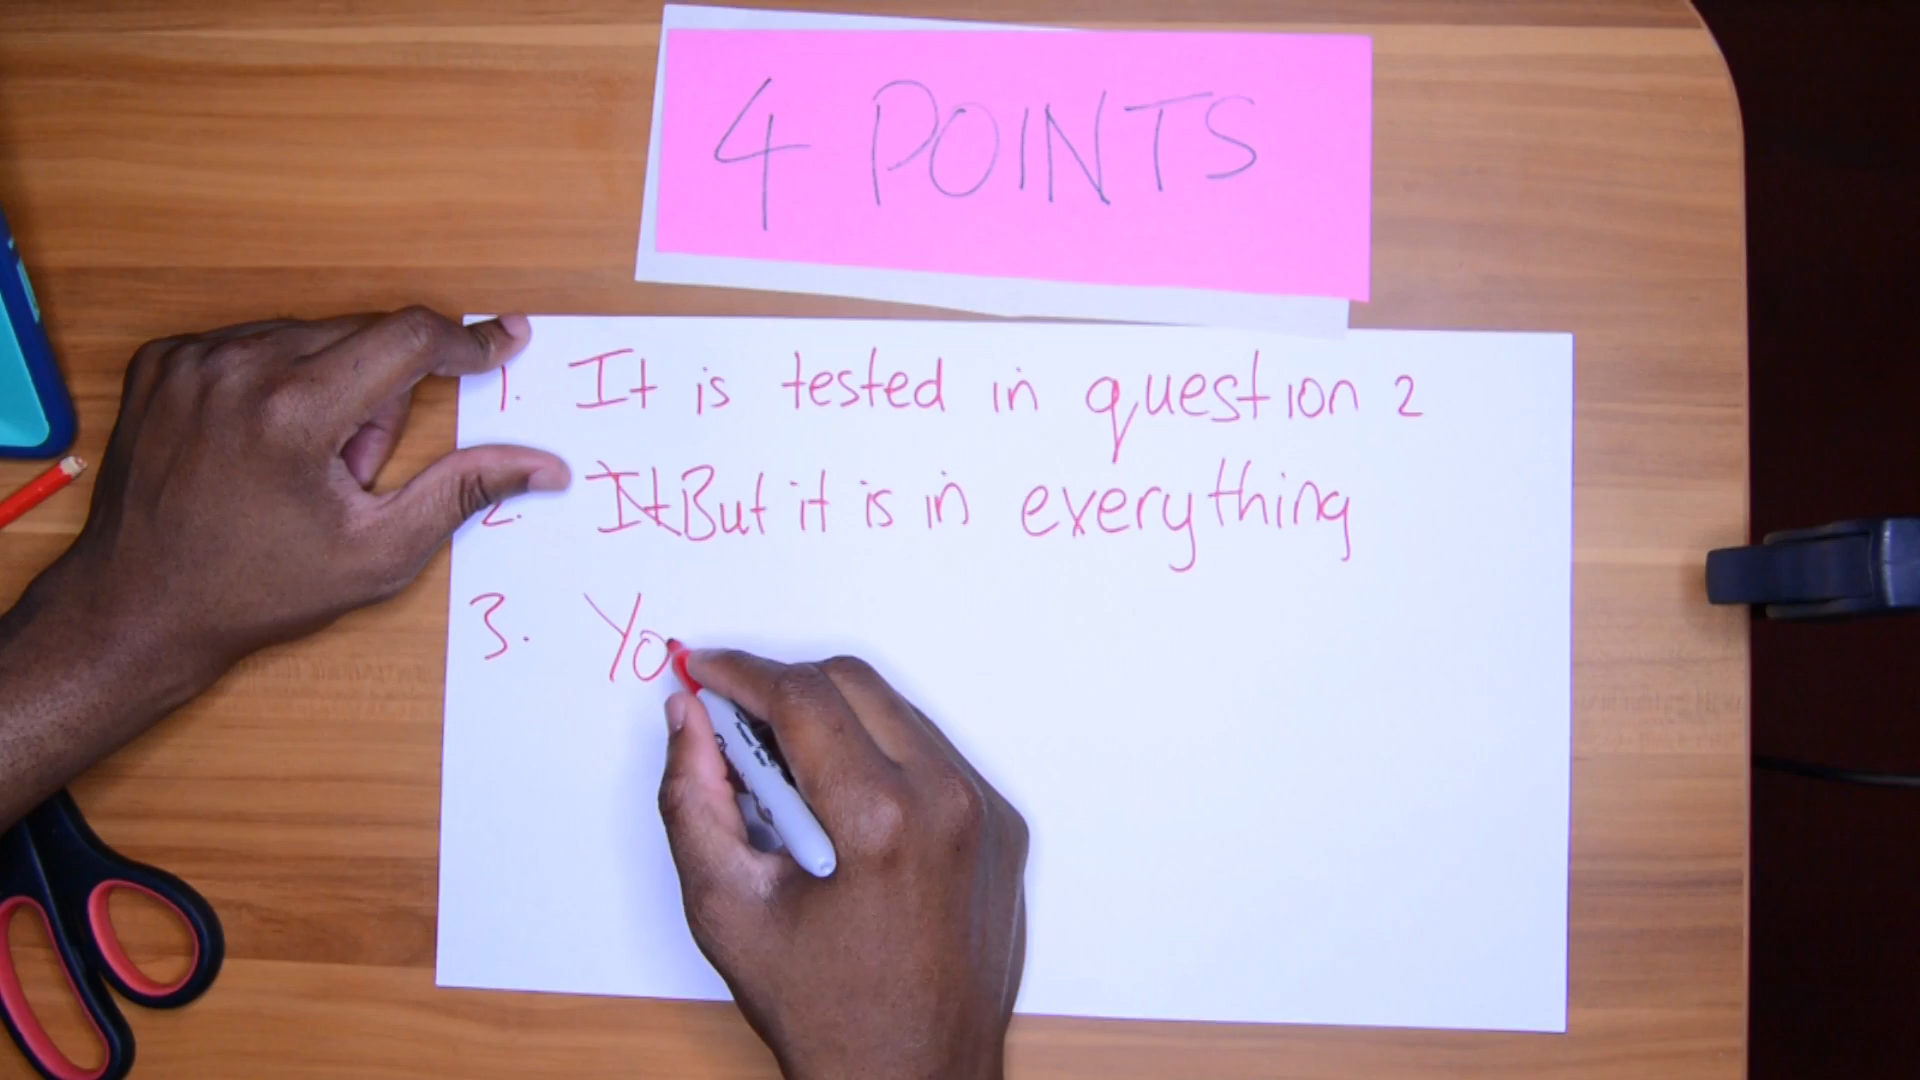 4 POINTS
1. It is tested in question 2
2. It But it is in everything
3. Yo